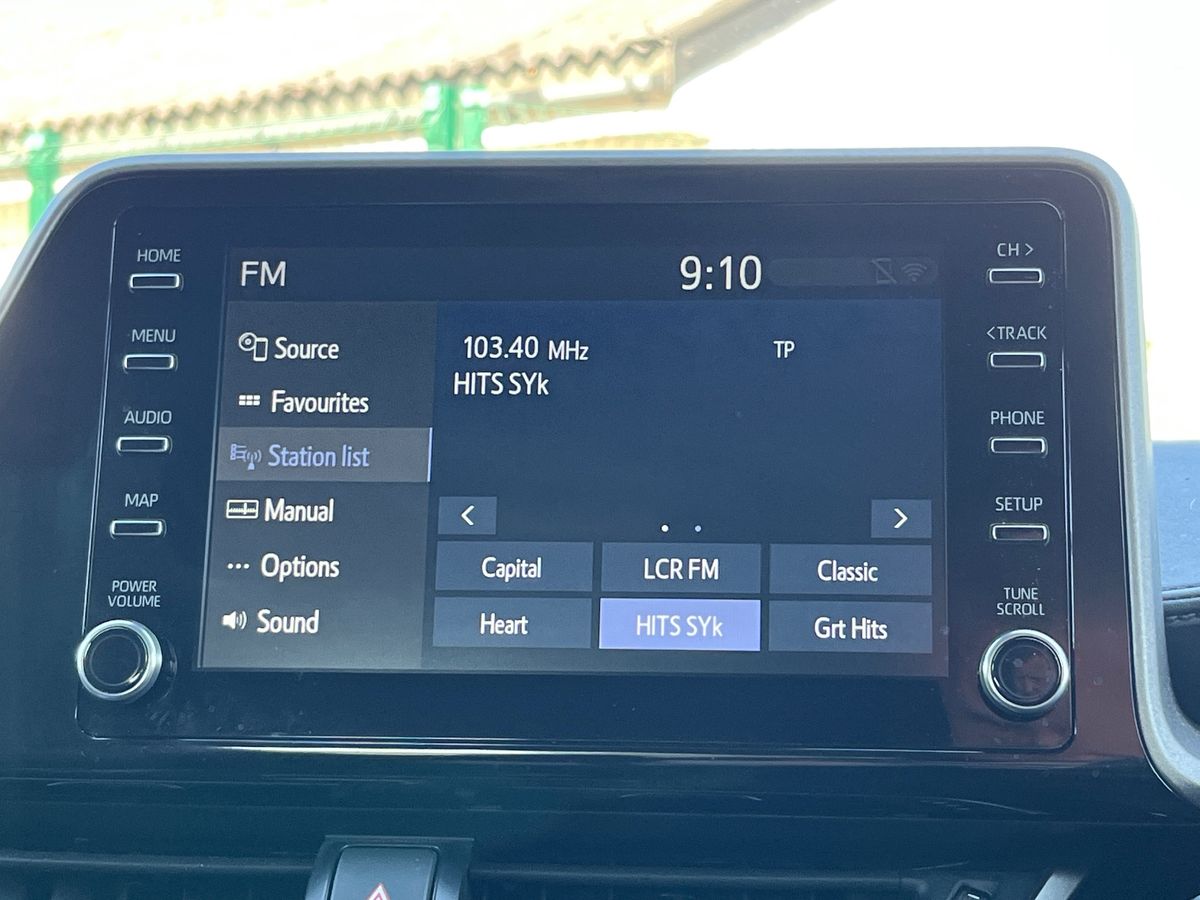 HOME
MENU
AUDIO
MAP
POWER
VOLUME
FM
9:10
Source
Favourites
Station list
Manual
Options
Sound
103.40 MHz
TP
HITS SYk
<
>
Capital
LCR FM
Classic
Heart
HITS SYk
Grt Hits
CH >
<TRACK
PHONE
SETUP
TUNE
SCROLL